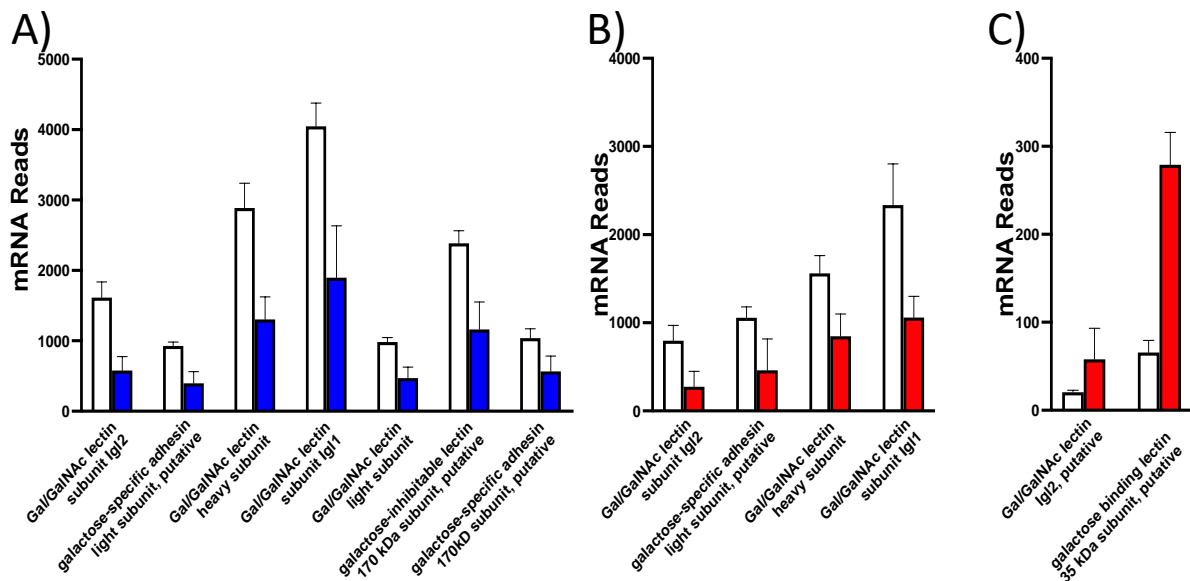 A)
5000
4000
3000
2000
1000
0
mRNA Reads
Gal/GalNAc lectin
subunit Igl2
galactose-specific adhesin
light subunit, putative
Gal/GalNAc lectin
heavy subunit
Gal/GalNAc lectin
subunit Igl1
Gal/GalNAc lectin
light subunit
galactose-inhibitable lectin
170 kDa subunit, putative
galactose-specific adhesin
170kD subunit, putative
B)
4000
3000
2000
1000
0
mRNA Reads
Gal/GalNAc lectin
subunit Igl2
galactose-specific adhesin
light subunit, putative
Gal/GalNAc lectin
heavy subunit
Gal/GalNAc lectin
subunit Igl1
C)
400
300
200
100
0
mRNA Reads
Gal/GalNAc lectin
Igl2, putative
galactose binding lectin
35 kDa subunit, putative